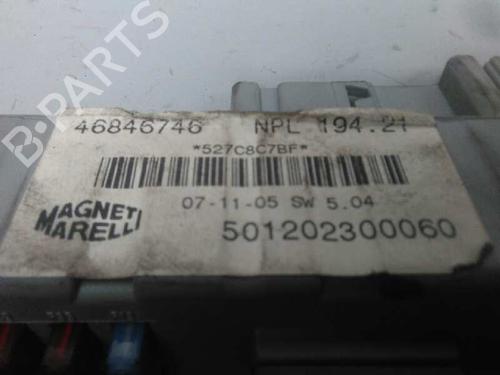 46846746 NPL 194.21
*527C8C7BF*
07-11-05 SW 5.04
MAGNETI
MARELLI
501202300060
B-PARTS